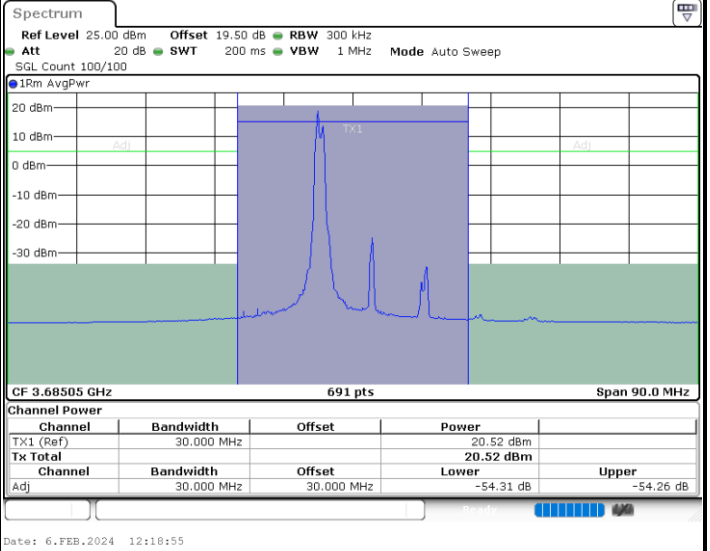 Spectrum
Ref Level 25.00 dBm Offset 19.50 dB RBW 300 kHz
Att 20 dB SWT 200 ms VBW 1 MHz Mode Auto Sweep
SGL Count 100/100
1Rm AvgPwr
20 dBm
TX1
10 dBm
Adj Adj
0 dBm
-10 dBm
-20 dBm
-30 dBm
CF 3.68505 GHz 691 pts Span 90.0 MHz
Channel Power
Channel Bandwidth Offset Power
TX1 (Ref) 30.000 MHz 20.52 dBm
Tx Total 20.52 dBm
Channel Bandwidth Offset Lower Upper
Adj 30.000 MHz 30.000 MHz -54.31 dB -54.26 dB
Ready
Date: 6.FEB.2024 12:18:55